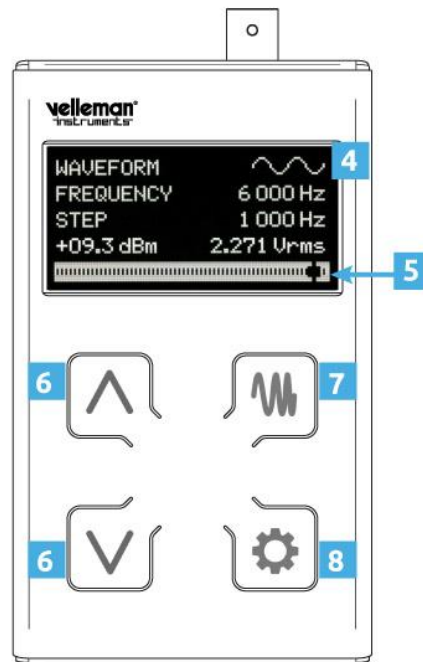 velleman®
instruments
WAVEFORM 4
FREQUENCY 6 000 Hz
STEP 1 000 Hz
+09.3 dBm 2.271 Vrms
5
6 7
6 8